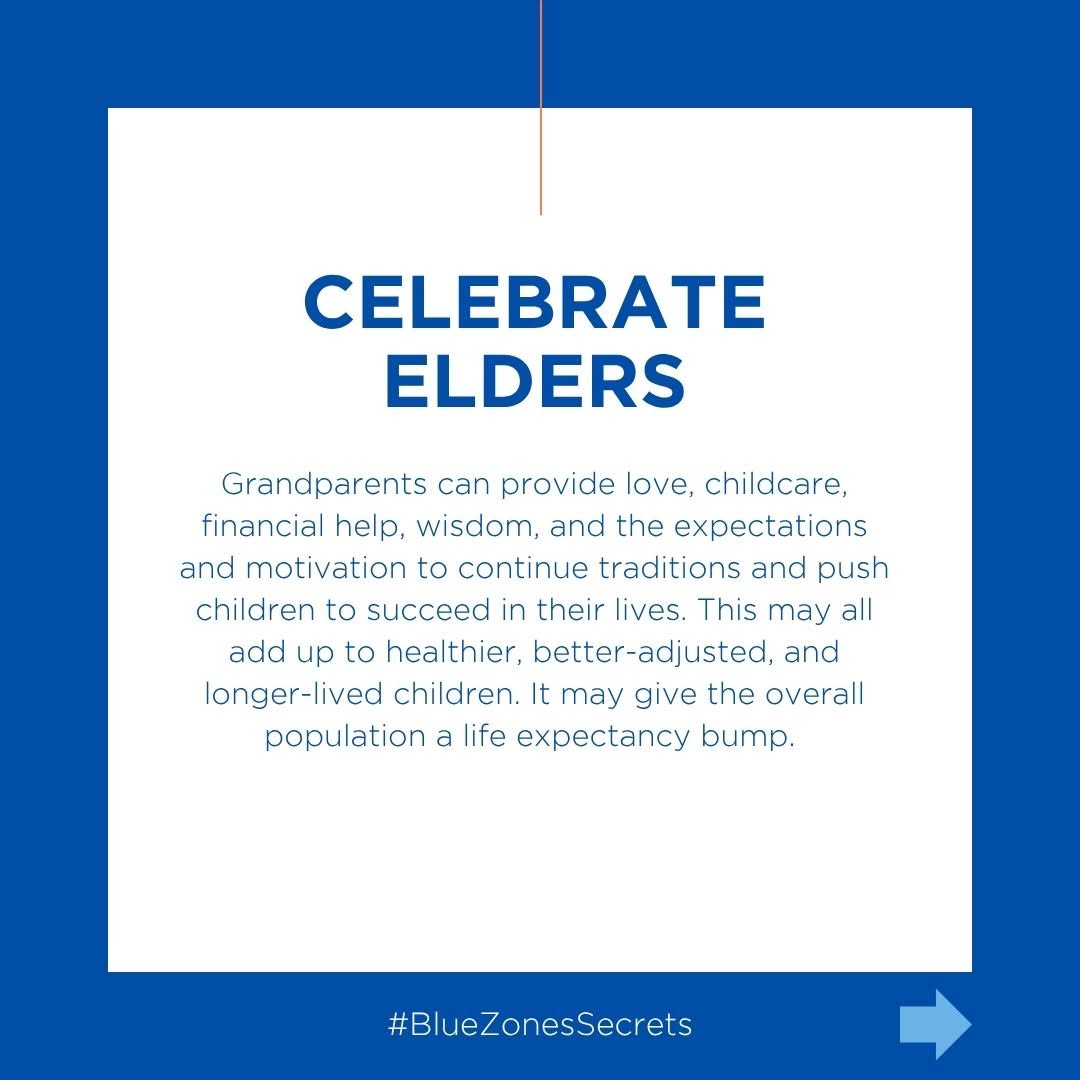 CELEBRATE
ELDERS
Grandparents can provide love, childcare,
financial help, wisdom, and the expectations
and motivation to continue traditions and push
children to succeed in their lives. This may all
add up to healthier, better-adjusted, and
longer-lived children. It may give the overall
population a life expectancy bump.
#BlueZonesSecrets